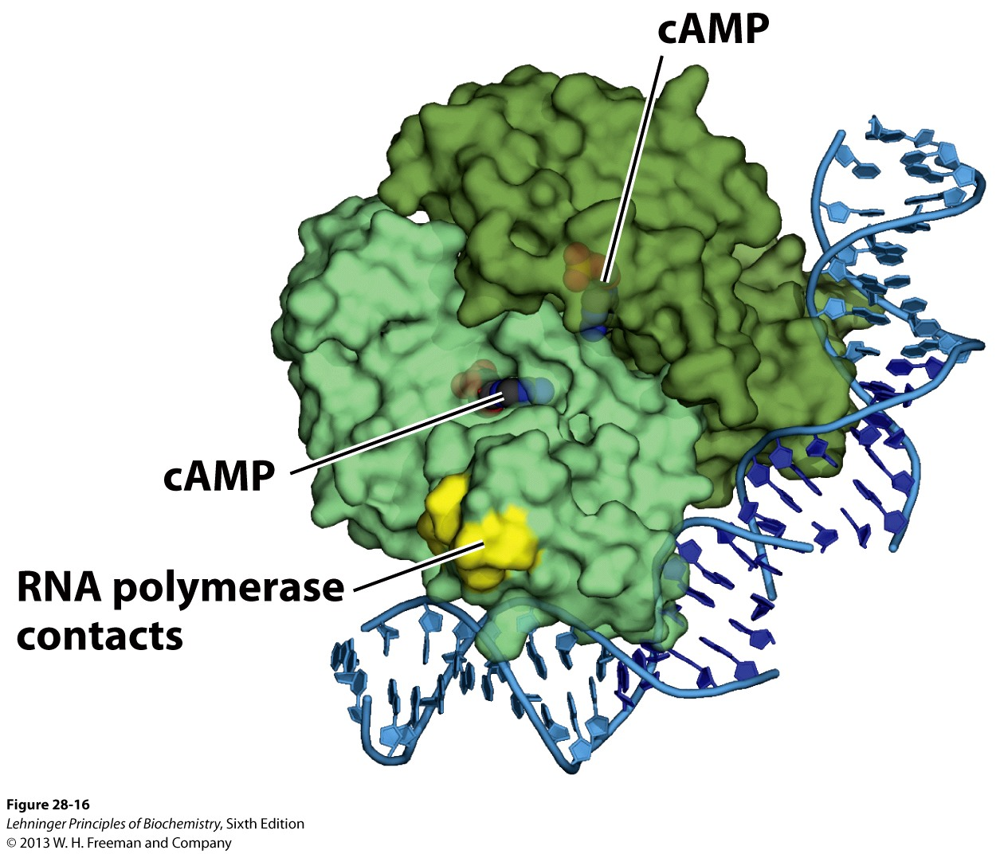 cAMP
cAMP
RNA polymerase
contacts
Figure 28-16
Lehninger Principles of Biochemistry, Sixth Edition
© 2013 W. H. Freeman and Company